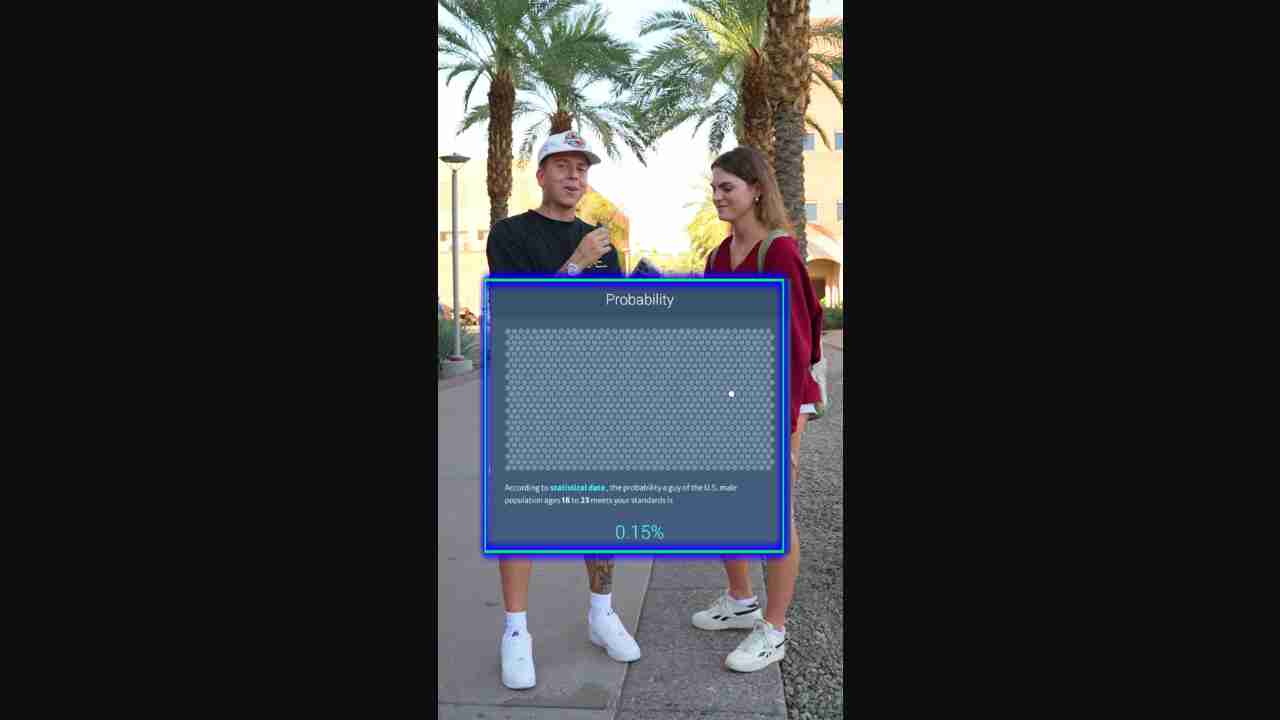 Probability
According to statistical data, the probability a guy of the U.S. male
population ages 18 to 23 meets your standards is
0.15%